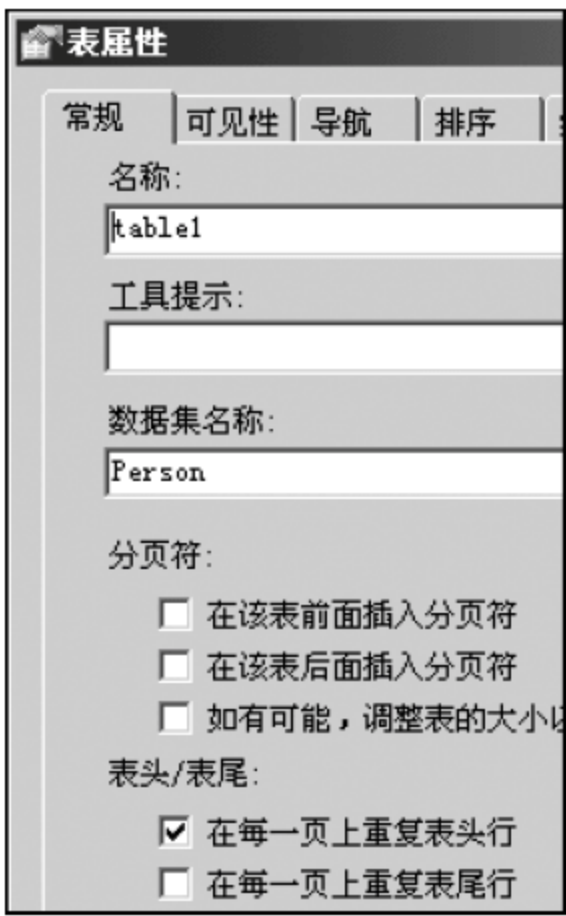 表属性
常规 可见性 导航 排序
名称:
table1
工具提示:
数据集名称:
Person
分页符:
在该表前面插入分页符
在该表后面插入分页符
如有可能，调整表的大小以
表头/表尾:
在每一页上重复表头行
在每一页上重复表尾行